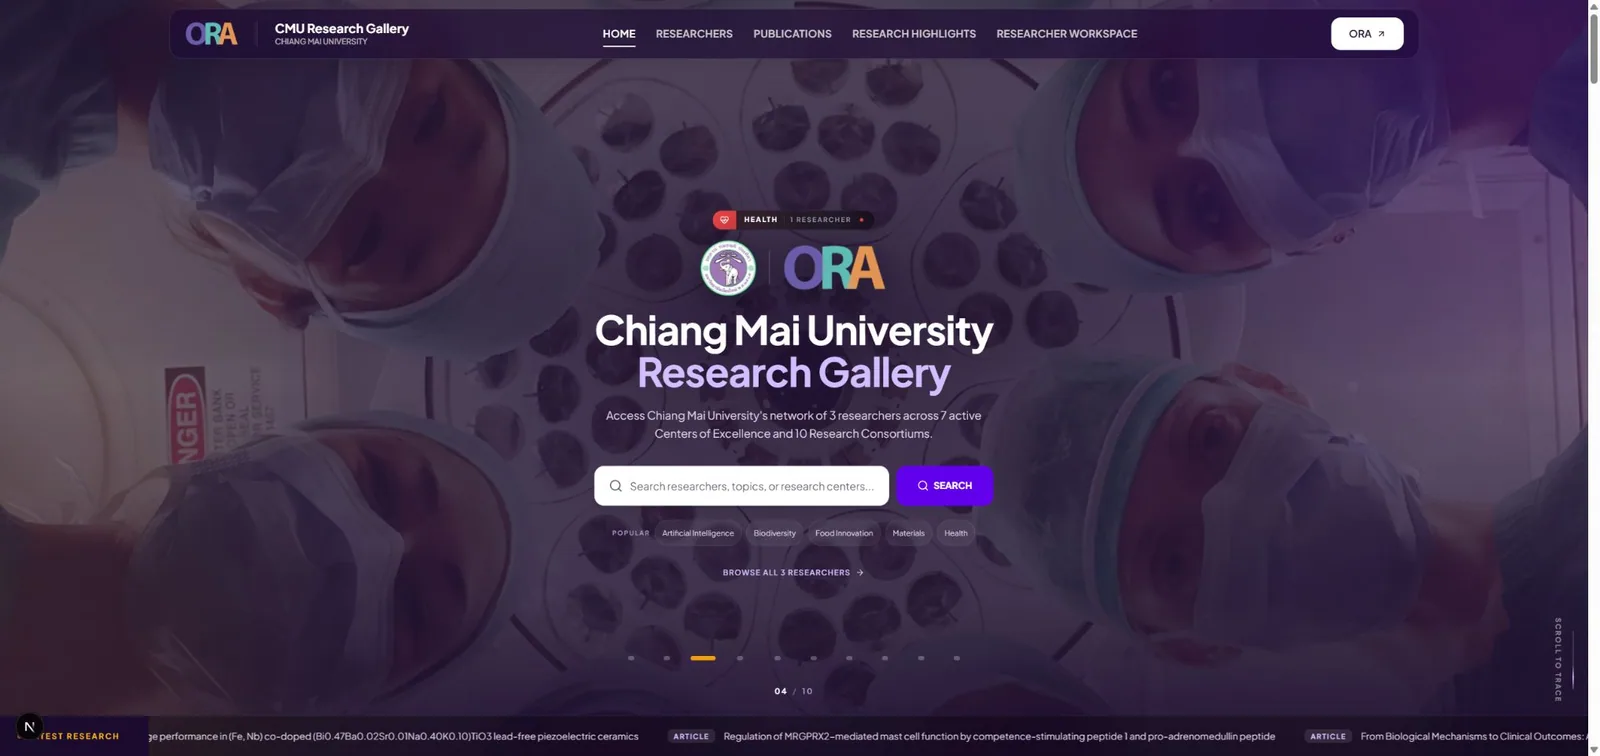 ORA
CMU Research Gallery
CHIANG MAI UNIVERSITY
HOME
RESEARCHERS
PUBLICATIONS
RESEARCH HIGHLIGHTS
RESEARCHER WORKSPACE
ORA
HEALTH 1 RESEARCHER
ORA
Chiang Mai University
Research Gallery
Access Chiang Mai University's network of 3 researchers across 7 active
Centers of Excellence and 10 Research Consortiums.
Search researchers, topics, or research centers...
SEARCH
POPULAR Artificial Intelligence Biodiversity Food Innovation Materials Health
BROWSE ALL 3 RESEARCHERS
04 / 10
SCROLL TO TRACE
N
TEST RESEARCH
ge performance in (Fe, Nb) co-doped (Bi0.47Ba0.02Sr0.01Na0.40K0.10)TiO3 lead-free piezoelectric ceramics
ARTICLE Regulation of MRGPRX2-mediated mast cell function by competence-stimulating peptide 1 and pro-adrenomedullin peptide
ARTICLE From Biological Mechanisms to Clinical Outcomes:
NGER